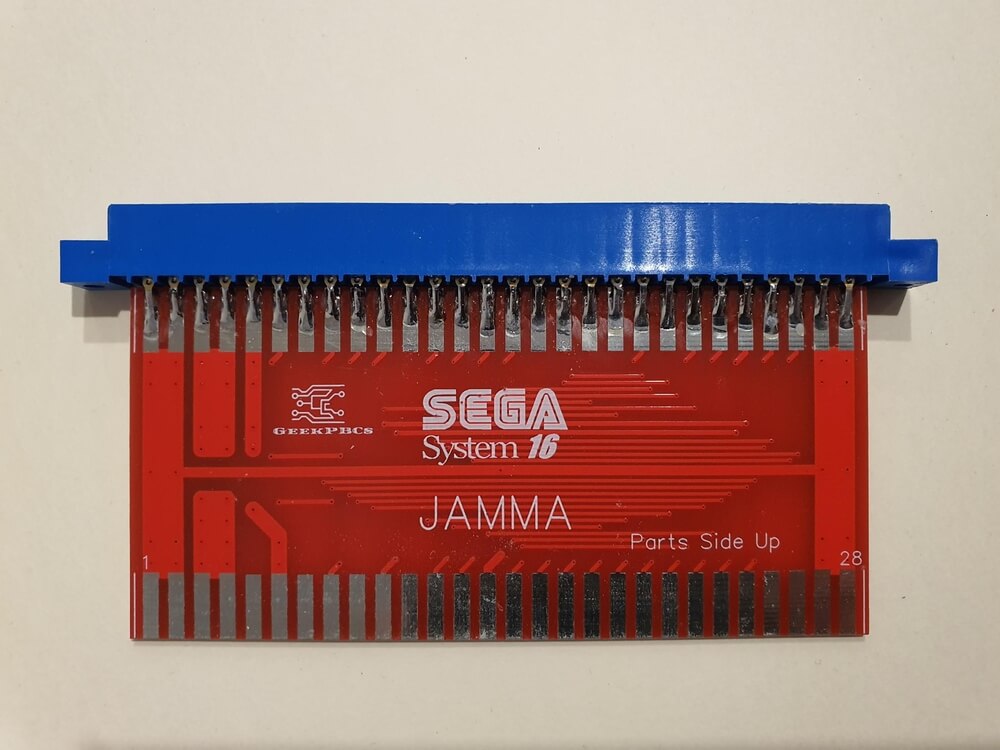 GEEKPBCS
SEGA
System 16
JAMMA
Parts Side Up
1
28